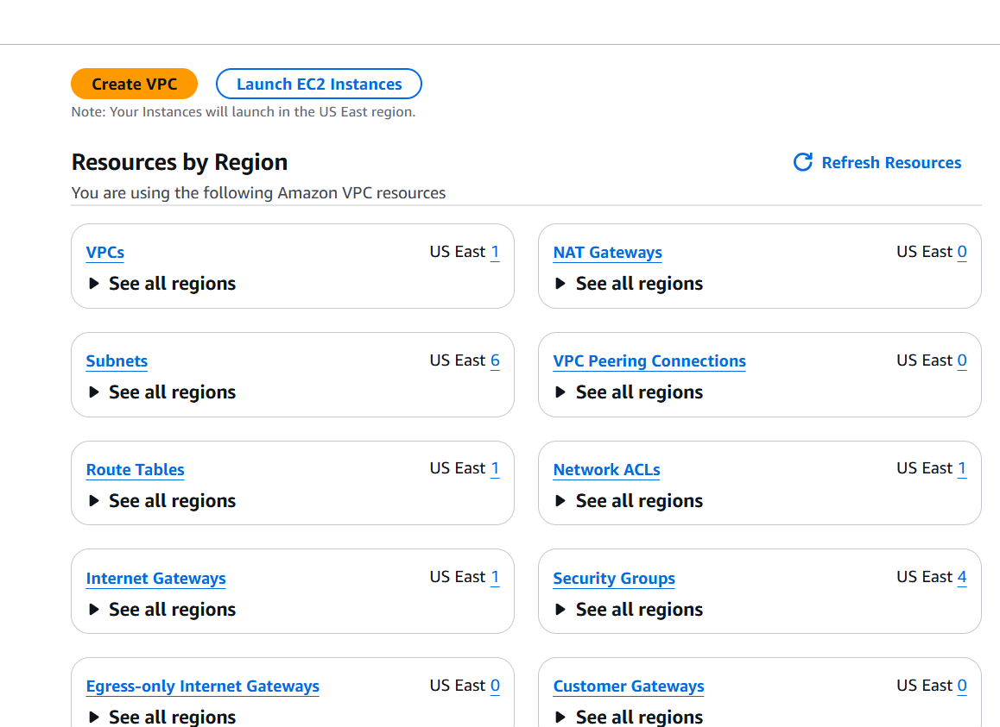 Create VPC
Launch EC2 Instances
Note: Your Instances will launch in the US East region.
Resources by Region
Refresh Resources
You are using the following Amazon VPC resources
VPCs
US East 1
See all regions
NAT Gateways
US East 0
See all regions
Subnets
US East 6
See all regions
VPC Peering Connections
US East 0
See all regions
Route Tables
US East 1
See all regions
Network ACLs
US East 1
See all regions
Internet Gateways
US East 1
See all regions
Security Groups
US East 4
See all regions
Egress-only Internet Gateways
US East 0
See all regions
Customer Gateways
US East 0
See all regions